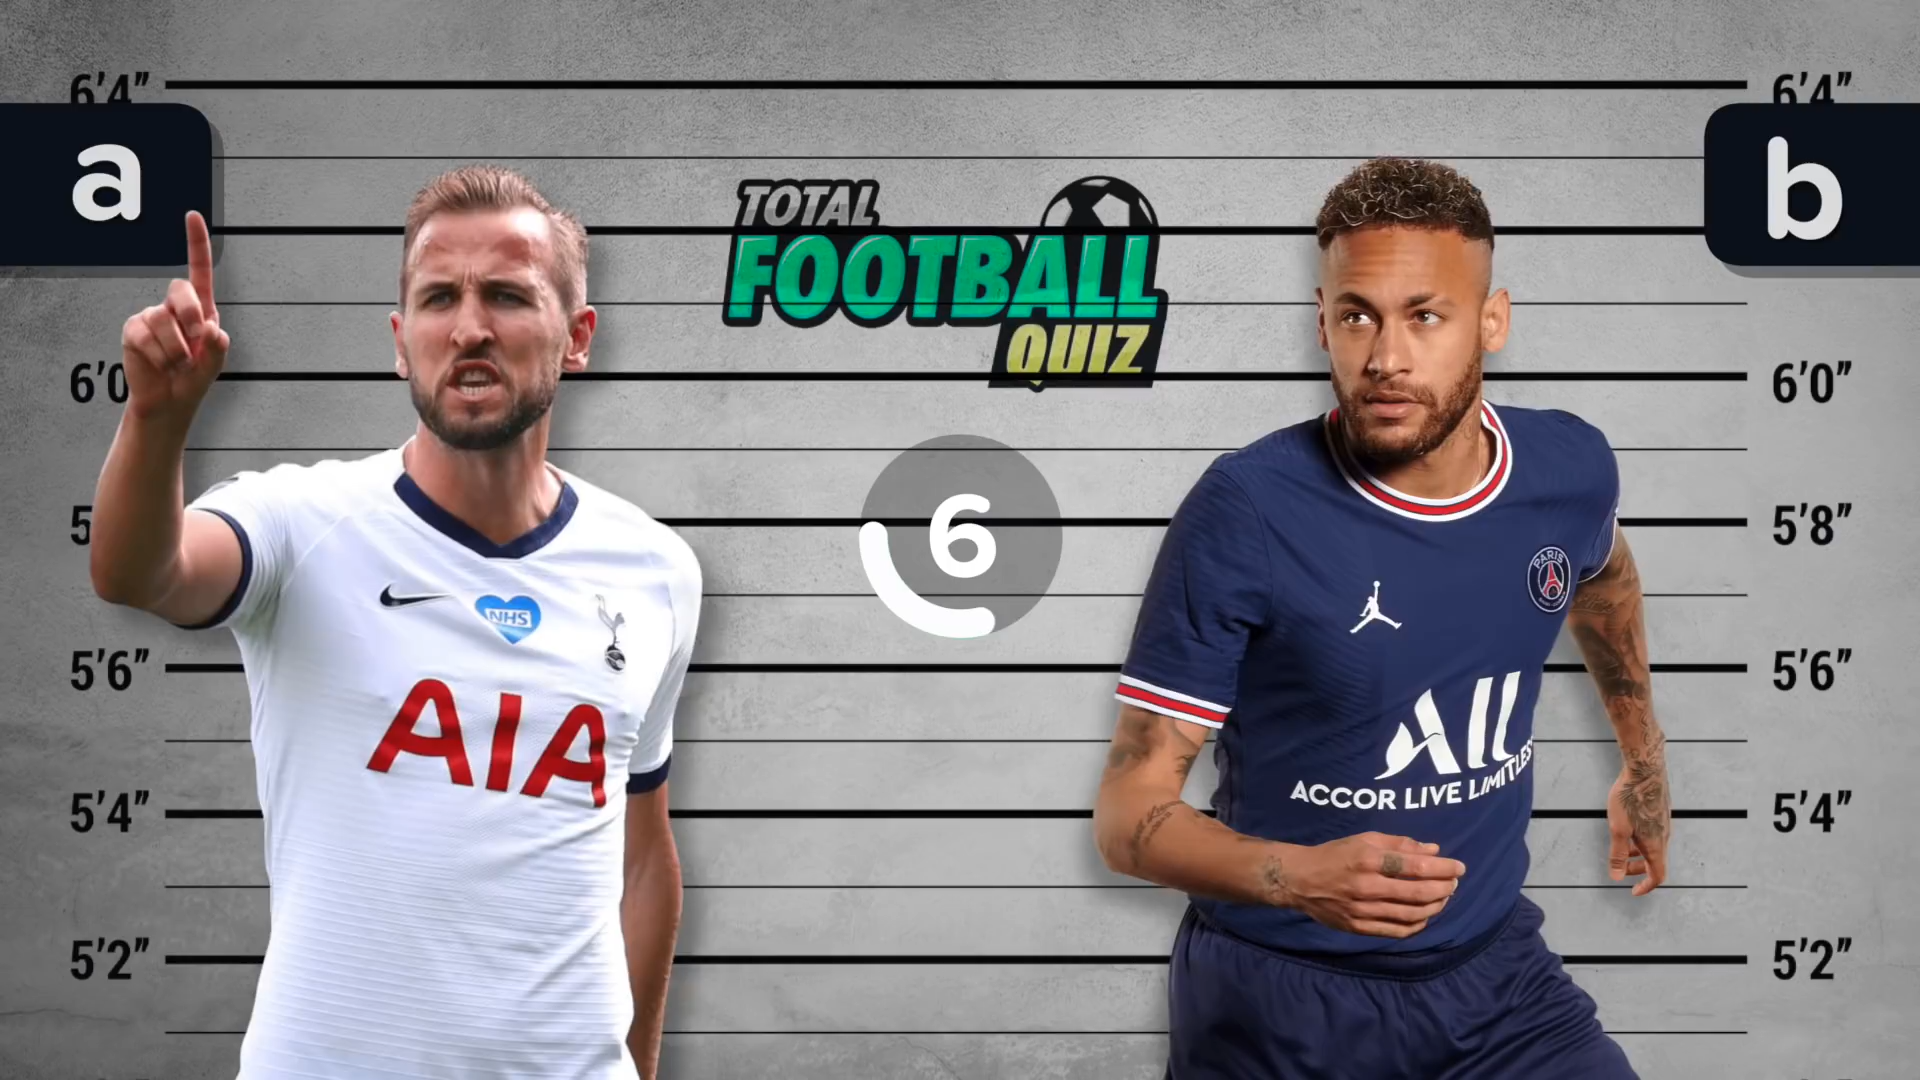 6'4"
6'4"
a
b
TOTAL
FOOTBALL
QUIZ
6'0
6'0"
6
5
5'8"
PARIS
NHS
5'6"
5'6"
AIA
All
ACCOR LIVE LIMITLESS
5'4"
5'4"
5'2"
5'2"